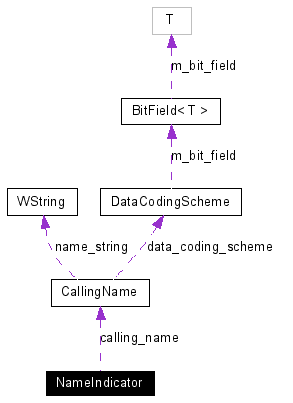 T
m_bit_field
BitField< T >
m_bit_field
WString
DataCodingScheme
name_string
data_coding_scheme
CallingName
calling_name
NameIndicator